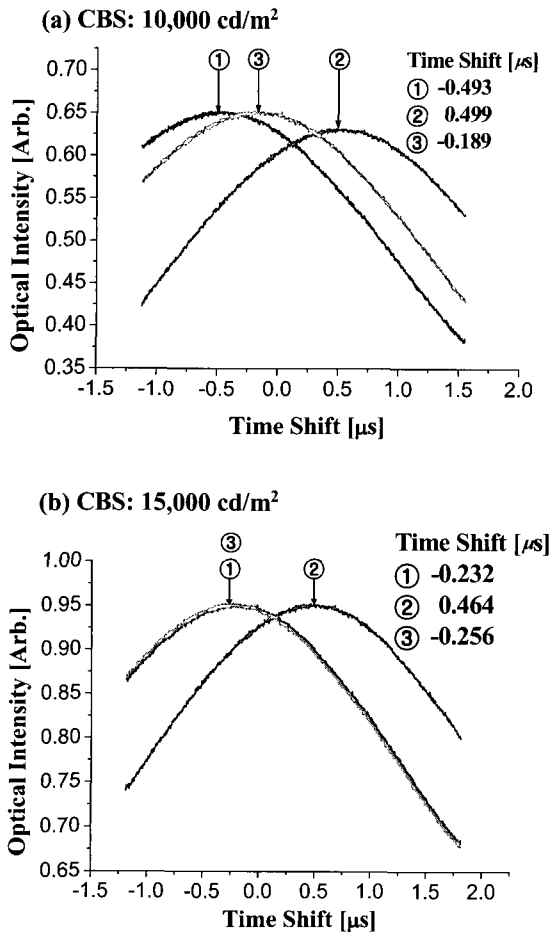 (a) CBS: 10,000 cd/m²
① ③ ②
Time Shift [μs]
① -0.493
② 0.499
③ -0.189
Optical Intensity [Arb.]
0.70
0.65
0.60
0.55
0.50
0.45
0.40
0.35
-1.5 -1.0 -0.5 0.0 0.5 1.0 1.5 2.0
Time Shift [μs]
(b) CBS: 15,000 cd/m²
③
① ②
Time Shift [μs]
① -0.232
② 0.464
③ -0.256
Optical Intensity [Arb.]
1.00
0.95
0.90
0.85
0.80
0.75
0.70
0.65
-1.5 -1.0 -0.5 0.0 0.5 1.0 1.5 2.0
Time Shift [μs]